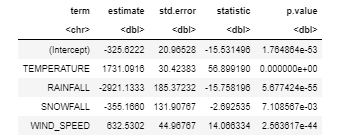 term estimate std.error statistic p.value
<chr> <dbl> <dbl> <dbl> <dbl>
(Intercept) -325.6222 20.96528 -15.531496 1.764864e-53
TEMPERATURE 1731.0916 30.42383 56.899190 0.000000e+00
RAINFALL -2921.1333 185.37232 -15.758196 5.677424e-55
SNOWFALL -355.1660 131.90767 -2.692535 7.108567e-03
WIND_SPEED 632.5302 44.96767 14.066334 2.563617e-44